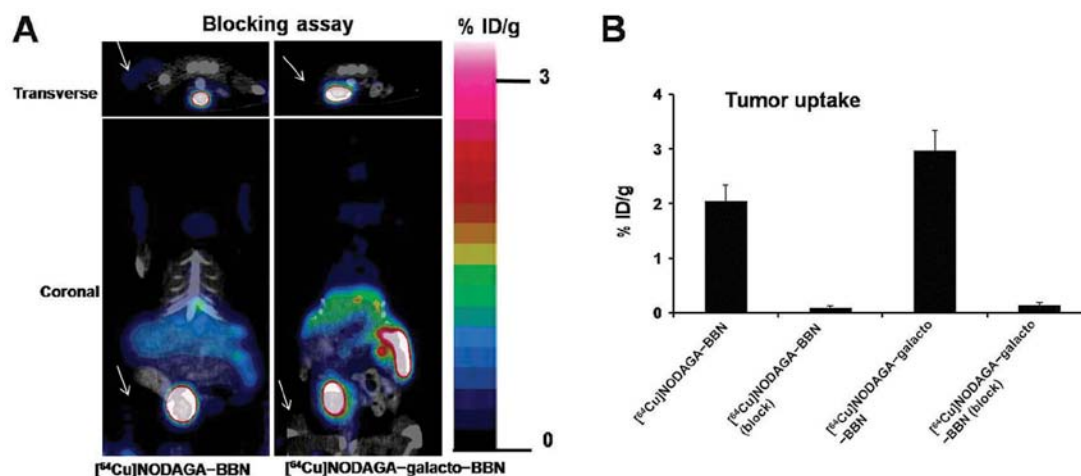 A
Blocking assay
% ID/g
Transverse
Coronal
3
0
[⁶⁴Cu]NODAGA–BBN
[⁶⁴Cu]NODAGA–galacto–BBN
B
Tumor uptake
% ID/g
4
3
2
1
0
[⁶⁴Cu]NODAGA–BBN
[⁶⁴Cu]NODAGA–BBN
(block)
[⁶⁴Cu]NODAGA–galacto
–BBN
[⁶⁴Cu]NODAGA–galacto
–BBN (block)